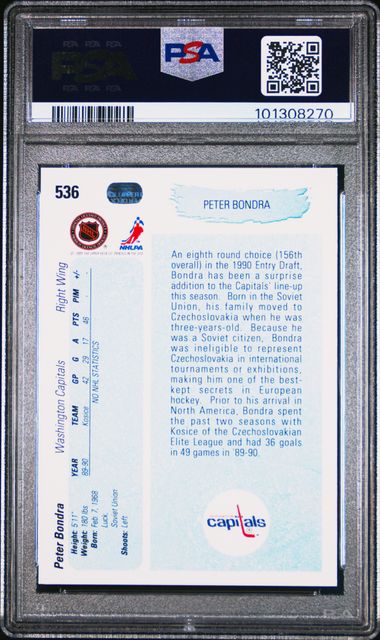 PSA
101308270
536
NHLPA
PETER BONDRA
An eighth round choice (156th
overall) in the 1990 Entry Draft,
Bondra has been a surprise
addition to the Capitals' line-up
this season. Born in the Soviet
Union, his family moved to
Czechoslovakia when he was
three-years-old. Because he
was a Soviet citizen, Bondra
was ineligible to represent
Czechoslovakia in international
tournaments or exhibitions,
making him one of the best-
kept secrets in European
hockey. Prior to his arrival in
North America, Bondra spent
the past two seasons with
Kosice of the Czechoslovakian
Elite League and had 36 goals
in 49 games in '89-90.
capitals
Peter Bondra Washington Capitals Right Wing
Height: 5'11"
Weight: 180 lbs
Born: Feb. 7, 1968
Luck,
Soviet Union
Shoots: Left
YEAR TEAM GP G A PTS PIM +/-
89-90 Kosice 42 29 17 46 - -
NO NHL STATISTICS